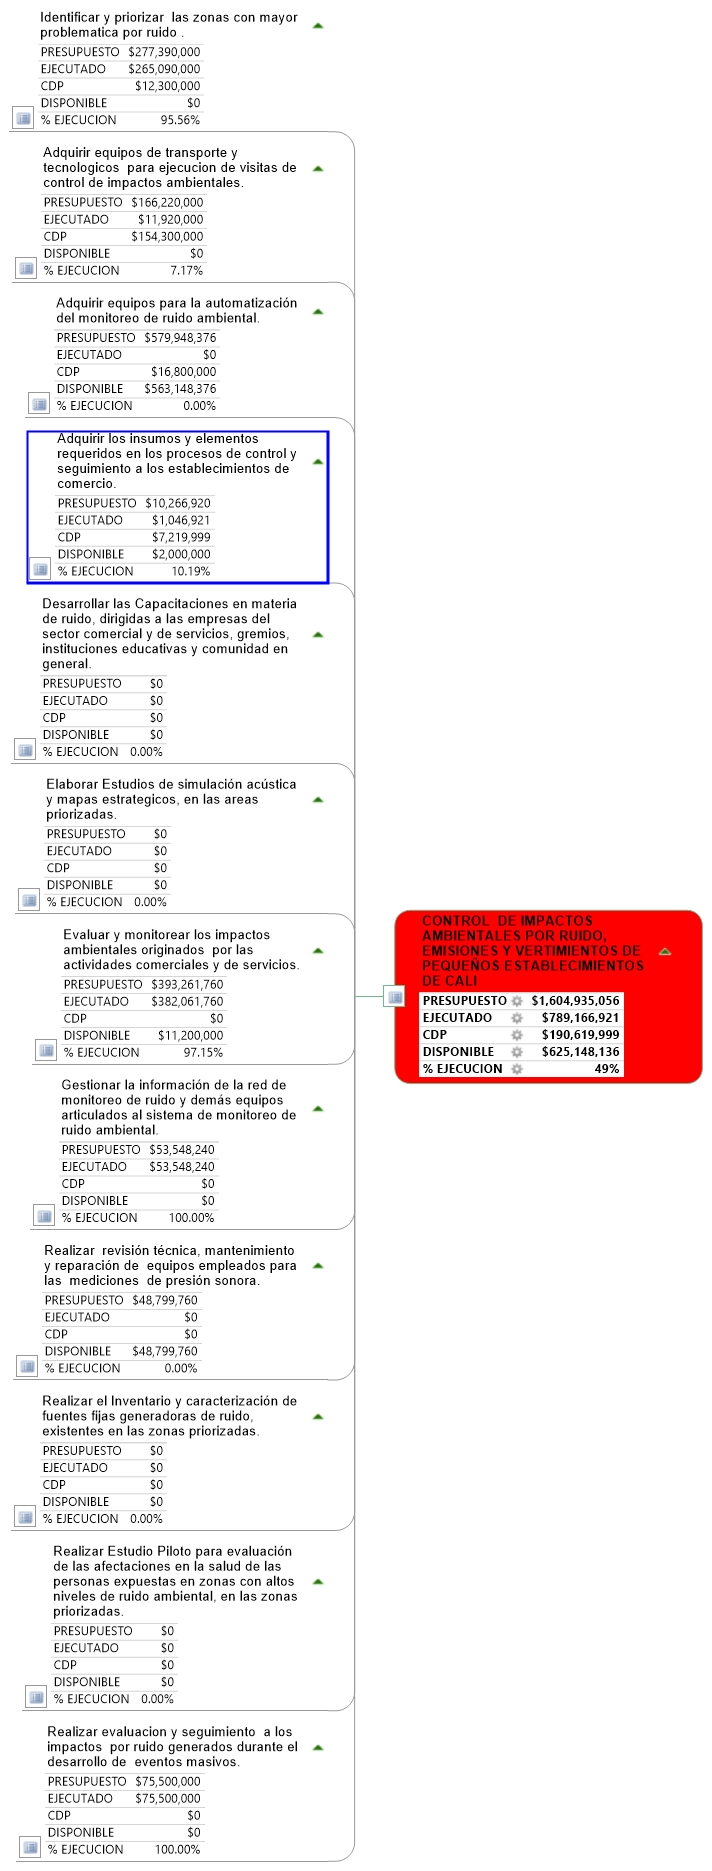 Identificar y priorizar  las zonas con mayor
problematica por ruido .
PRESUPUESTO $277,390,000
EJECUTADO $265,090,000
CDP $12,300,000
DISPONIBLE $0
% EJECUCION 95.56%
Adquirir equipos de transporte y
tecnologicos  para ejecucion de visitas de
control de impactos ambientales.
PRESUPUESTO $166,220,000
EJECUTADO $11,920,000
CDP $154,300,000
DISPONIBLE $0
% EJECUCION 7.17%
Adquirir equipos para la automatización
del monitoreo de ruido ambiental.
PRESUPUESTO $579,948,376
EJECUTADO $0
CDP $16,800,000
DISPONIBLE $563,148,376
% EJECUCION 0.00%
Adquirir los insumos y elementos
requeridos en los procesos de control y
seguimiento a los establecimientos de
comercio.
PRESUPUESTO $10,266,920
EJECUTADO $1,046,921
CDP $7,219,999
DISPONIBLE $2,000,000
% EJECUCION 10.19%
Desarrollar las Capacitaciones en materia
de ruido, dirigidas a las empresas del
sector comercial y de servicios, gremios,
instituciones educativas y comunidad en
general.
PRESUPUESTO $0
EJECUTADO $0
CDP $0
DISPONIBLE $0
% EJECUCION 0.00%
Elaborar Estudios de simulación acústica
y mapas estrategicos, en las areas
priorizadas.
PRESUPUESTO $0
EJECUTADO $0
CDP $0
DISPONIBLE $0
% EJECUCION 0.00%
Evaluar y monitorear los impactos
ambientales originados  por las
actividades comerciales y de servicios.
PRESUPUESTO $393,261,760
EJECUTADO $382,061,760
CDP $0
DISPONIBLE $11,200,000
% EJECUCION 97.15%
Gestionar la información de la red de
monitoreo de ruido y demás equipos
articulados al sistema de monitoreo de
ruido ambiental.
PRESUPUESTO $53,548,240
EJECUTADO $53,548,240
CDP $0
DISPONIBLE $0
% EJECUCION 100.00%
Realizar  revisión técnica, mantenimiento
y reparación de  equipos empleados para
las  mediciones  de presión sonora.
PRESUPUESTO $48,799,760
EJECUTADO $0
CDP $0
DISPONIBLE $48,799,760
% EJECUCION 0.00%
Realizar el Inventario y caracterización de
fuentes fijas generadoras de ruido,
existentes en las zonas priorizadas.
PRESUPUESTO $0
EJECUTADO $0
CDP $0
DISPONIBLE $0
% EJECUCION 0.00%
Realizar Estudio Piloto para evaluación
de las afectaciones en la salud de las
personas expuestas en zonas con altos
niveles de ruido ambiental, en las zonas
priorizadas.
PRESUPUESTO $0
EJECUTADO $0
CDP $0
DISPONIBLE $0
% EJECUCION 0.00%
Realizar evaluacion y seguimiento  a los
impactos  por ruido generados durante el
desarrollo de  eventos masivos.
PRESUPUESTO $75,500,000
EJECUTADO $75,500,000
CDP $0
DISPONIBLE $0
% EJECUCION 100.00%
CONTROL  DE IMPACTOS
AMBIENTALES POR RUIDO,
EMISIONES Y VERTIMIENTOS DE
PEQUEÑOS ESTABLECIMIENTOS
DE CALI
PRESUPUESTO $1,604,935,056
EJECUTADO $789,166,921
CDP $190,619,999
DISPONIBLE $625,148,136
% EJECUCION 49%